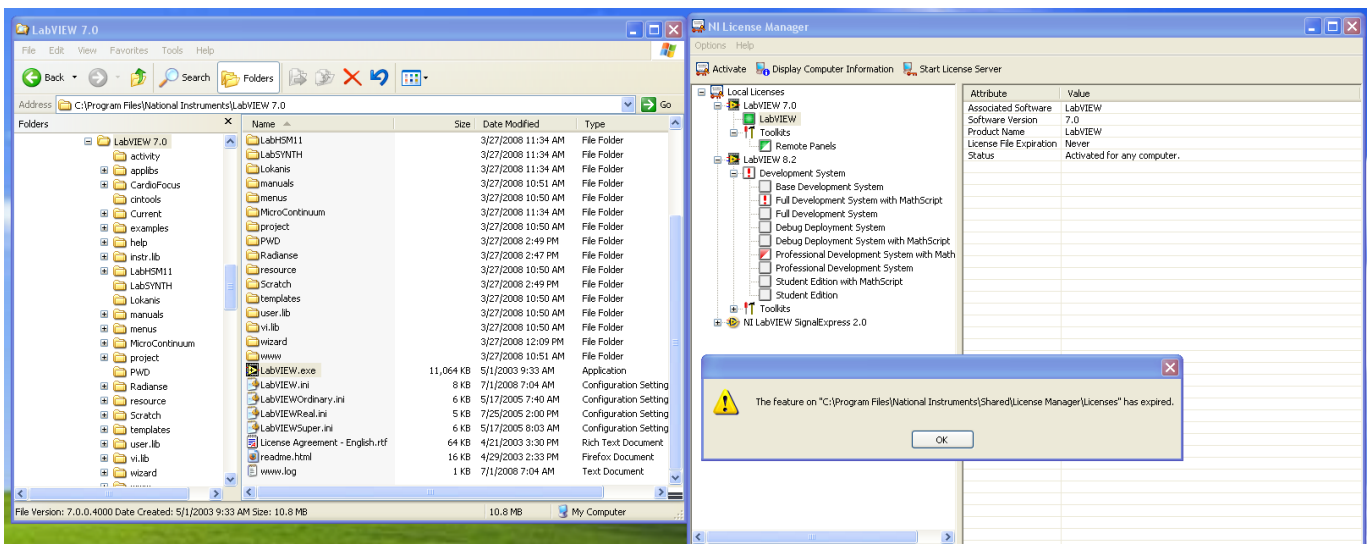 LabVIEW 7.0
File Edit View Favorites Tools Help
Back Search Folders
Address C:\Program Files\National Instruments\LabVIEW 7.0 Go
Folders x
LabVIEW 7.0
activity
applibs
CardioFocus
cintools
Current
examples
help
instr.lib
LabHSM11
LabSYNTH
Lokanis
manuals
menus
MicroContinuum
project
PWD
Radianse
resource
Scratch
templates
user.lib
vi.lib
wizard
Name Size Date Modified Type
LabHSM11 3/27/2008 11:34 AM File Folder
LabSYNTH 3/27/2008 11:34 AM File Folder
Lokanis 3/27/2008 11:34 AM File Folder
manuals 3/27/2008 10:51 AM File Folder
menus 3/27/2008 10:50 AM File Folder
MicroContinuum 3/27/2008 11:34 AM File Folder
project 3/27/2008 10:50 AM File Folder
PWD 3/27/2008 2:49 PM File Folder
Radianse 3/27/2008 2:47 PM File Folder
resource 3/27/2008 10:50 AM File Folder
Scratch 3/27/2008 2:49 PM File Folder
templates 3/27/2008 10:50 AM File Folder
user.lib 3/27/2008 10:50 AM File Folder
vi.lib 3/27/2008 10:50 AM File Folder
wizard 3/27/2008 12:09 PM File Folder
www 3/27/2008 10:51 AM File Folder
LabVIEW.exe 11,064 KB 5/1/2003 9:33 AM Application
LabVIEW.ini 8 KB 7/1/2008 7:04 AM Configuration Setting
LabVIEWOrdinary.ini 6 KB 5/17/2005 7:40 AM Configuration Setting
LabVIEWReal.ini 5 KB 7/25/2005 2:00 PM Configuration Setting
LabVIEWSuper.ini 6 KB 5/17/2005 8:03 AM Configuration Setting
License Agreement - English.rtf 64 KB 4/21/2003 3:30 PM Rich Text Document
readme.html 16 KB 4/29/2003 2:33 PM Firefox Document
www.log 1 KB 7/1/2008 7:04 AM Text Document
File Version: 7.0.0.4000 Date Created: 5/1/2003 9:33 AM Size: 10.8 MB 10.8 MB My Computer
NI License Manager
Options Help
Activate Display Computer Information Start License Server
Local Licenses
LabVIEW 7.0
LabVIEW
Toolkits
Remote Panels
LabVIEW 8.2
Development System
Base Development System
Full Development System with MathScript
Full Development System
Debug Deployment System
Debug Deployment System with MathScript
Professional Development System with Math
Professional Development System
Student Edition with MathScript
Student Edition
Toolkits
NI LabVIEW SignalExpress 2.0
Attribute Value
Associated Software LabVIEW
Software Version 7.0
Product Name LabVIEW
License File Expiration Never
Status Activated for any computer.
The feature on "C:\Program Files\National Instruments\Shared\License Manager\Licenses" has expired.
OK